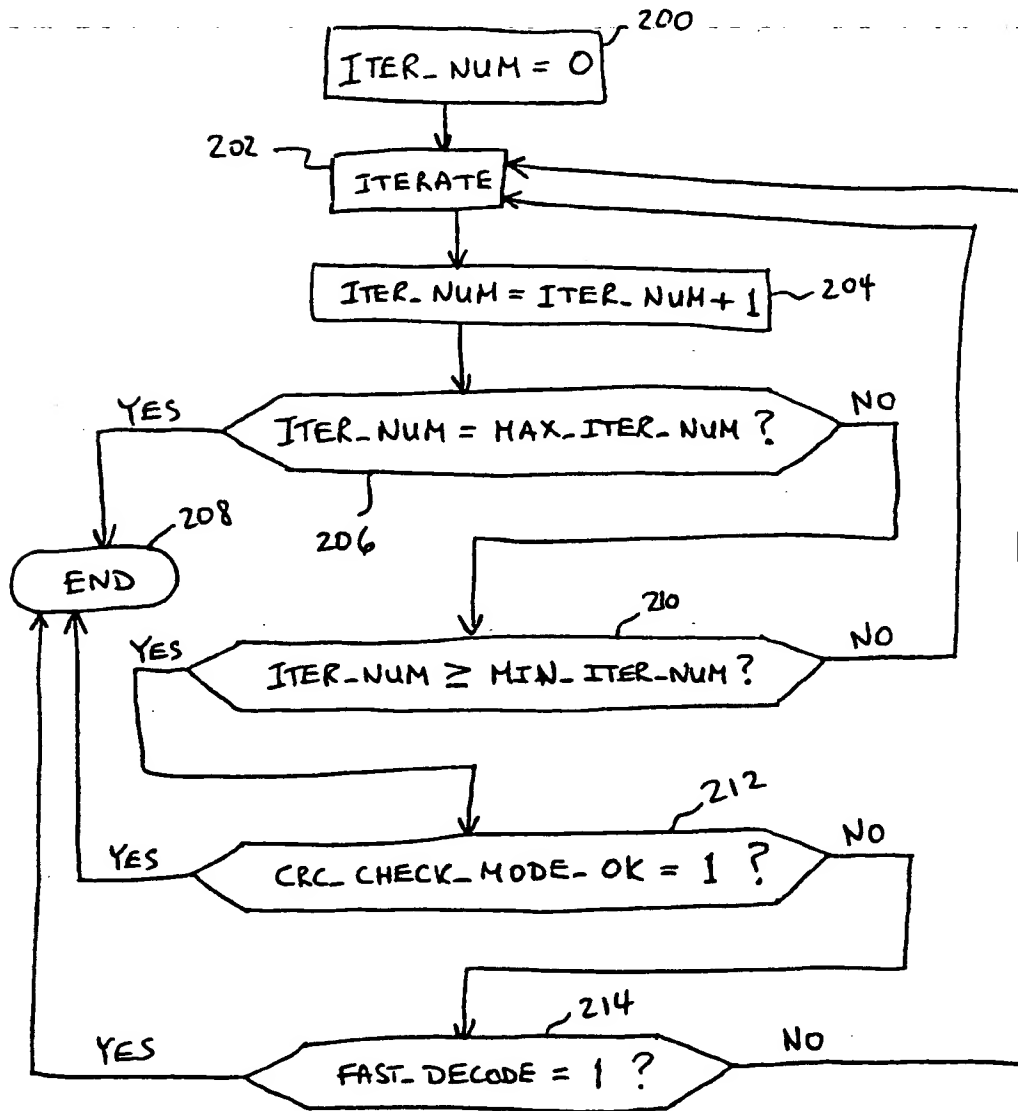 200
ITER_NUM = 0
202
ITERATE
ITER_NUM = ITER_NUM + 1
204
YES
ITER_NUM = MAX_ITER_NUM ?
NO
206
208
END
210
YES
ITER_NUM ≥ MIN_ITER_NUM ?
NO
212
YES
CRC_CHECK_MODE_OK = 1 ?
NO
214
YES
FAST_DECODE = 1 ?
NO